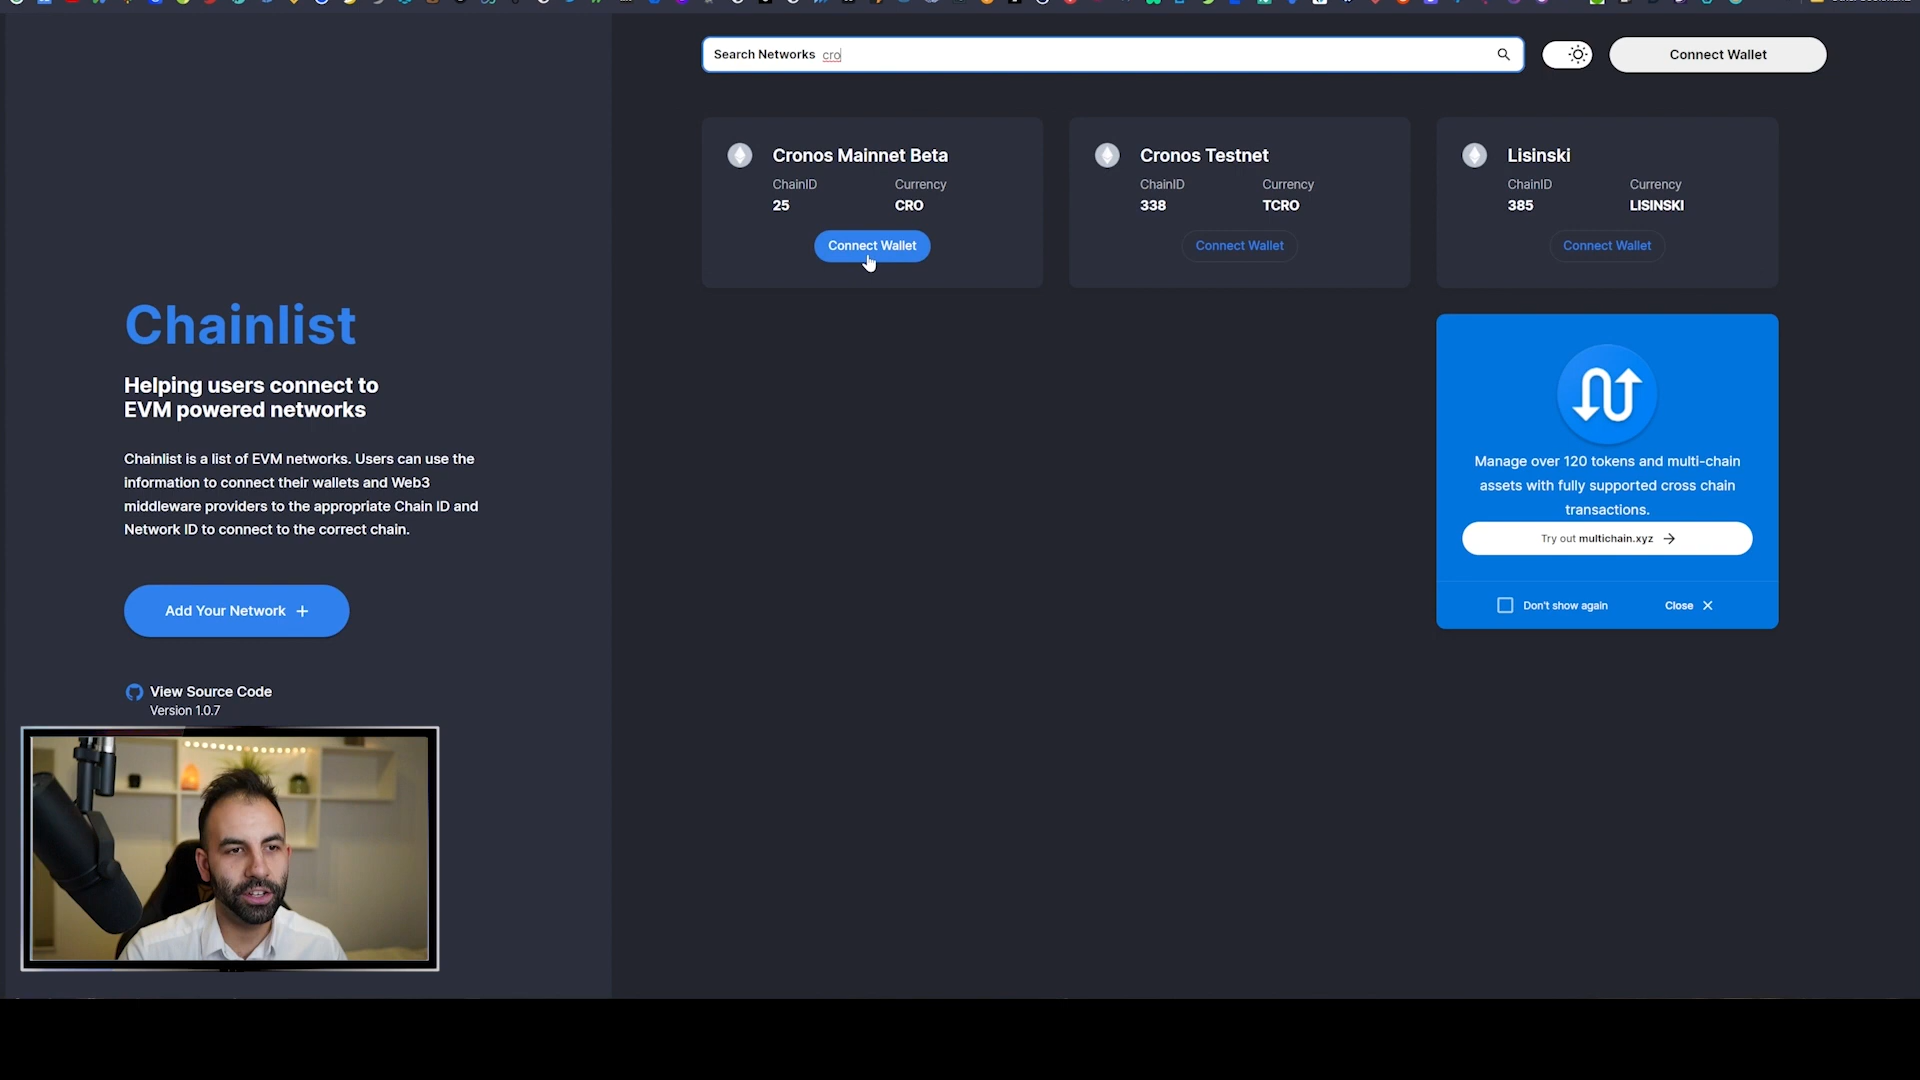 Search Networks cro
Connect Wallet
Cronos Mainnet Beta
ChainID Currency
25 CRO
Connect Wallet
Cronos Testnet
ChainID Currency
338 TCRO
Connect Wallet
Lisinski
ChainID Currency
385 LISINSKI
Connect Wallet
Chainlist
Helping users connect to
EVM powered networks
Chainlist is a list of EVM networks. Users can use the
information to connect their wallets and Web3
middleware providers to the appropriate Chain ID and
Network ID to connect to the correct chain.
Add Your Network +
View Source Code
Version 1.0.7
Manage over 120 tokens and multi-chain
assets with fully supported cross chain
transactions.
Try out multichain.xyz
Don't show again
Close